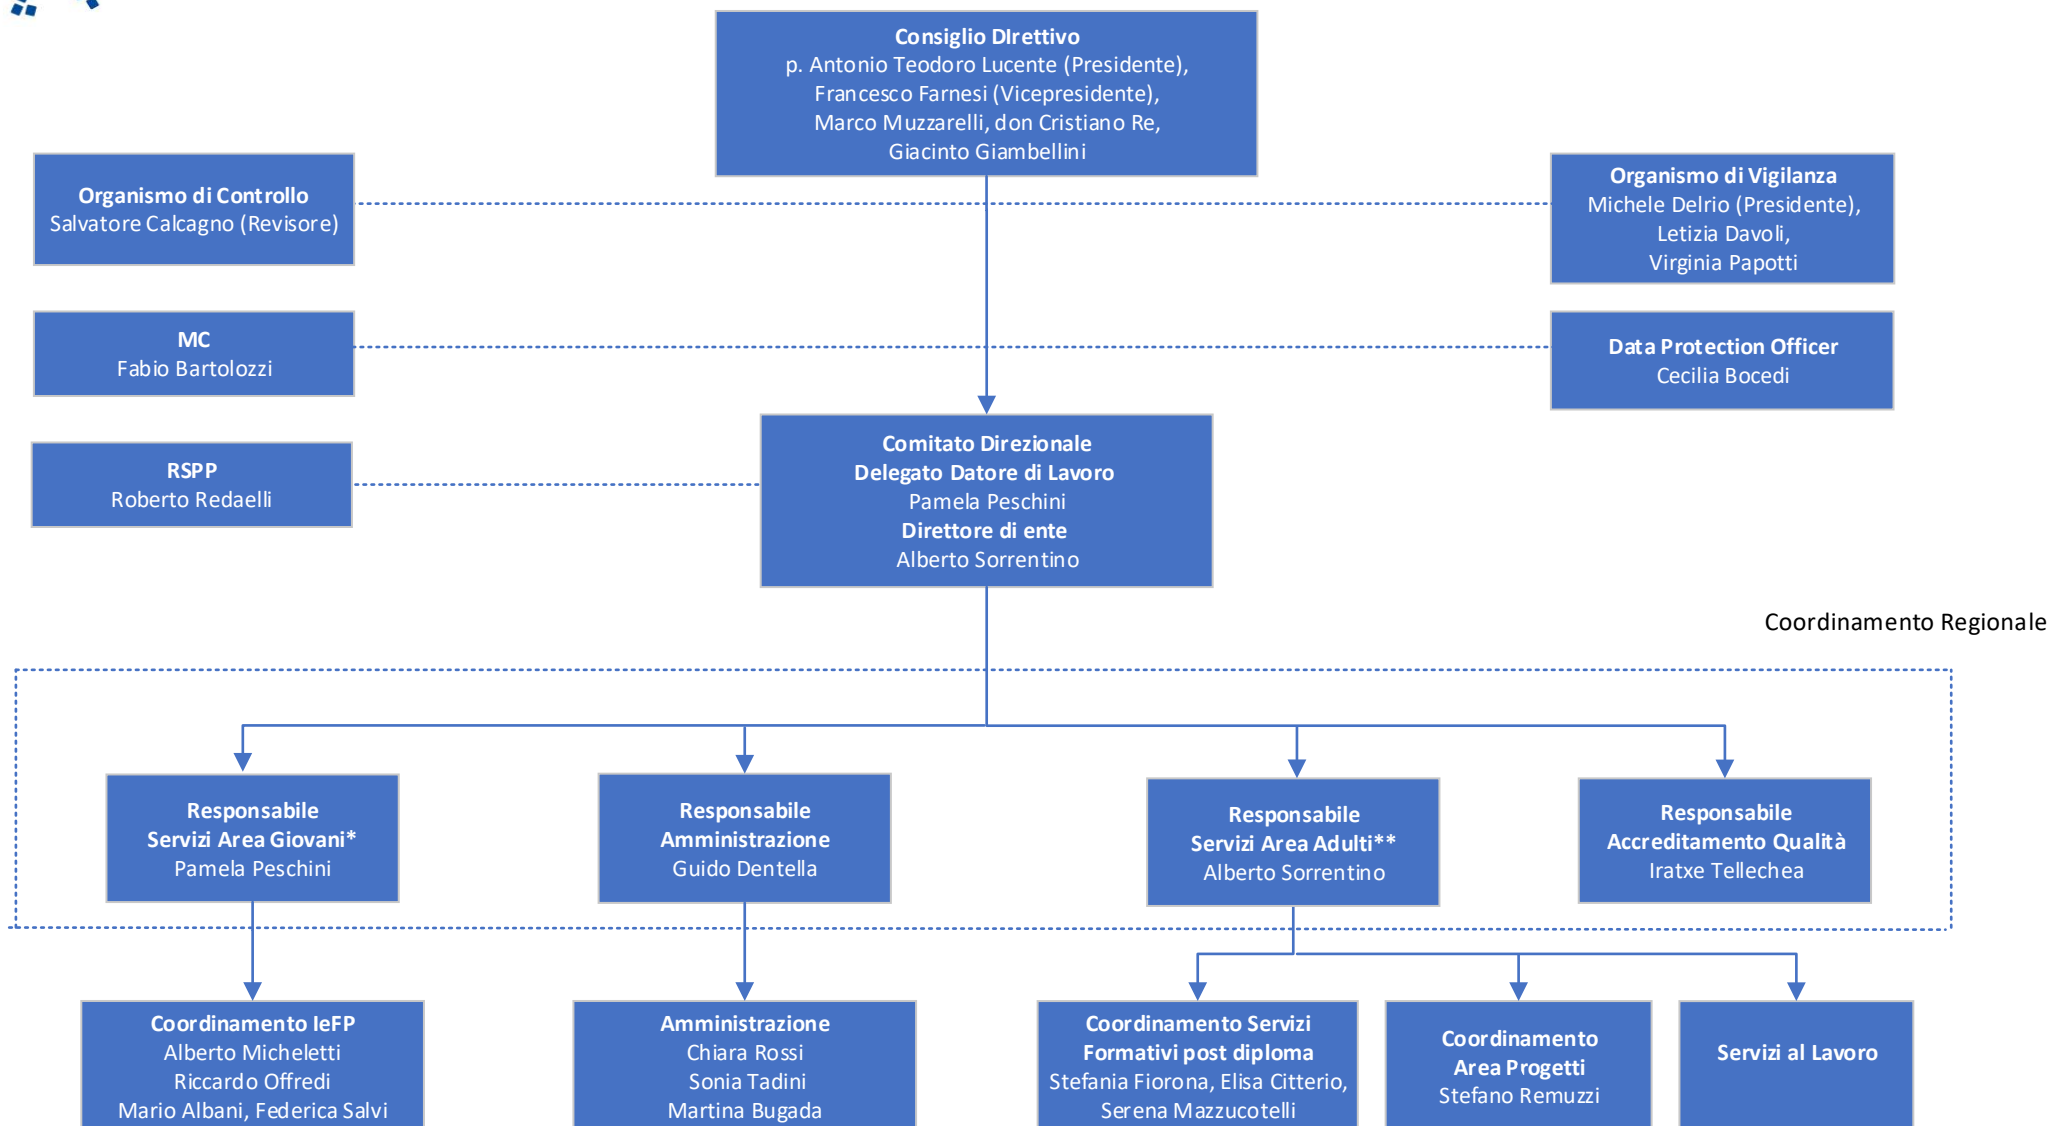 Consiglio DIrettivo
p. Antonio Teodoro Lucente (Presidente),
Francesco Farnesi (Vicepresidente),
Marco Muzzarelli, don Cristiano Re,
Giacinto Giambellini
Organismo di Controllo
Salvatore Calcagno (Revisore)
Organismo di Vigilanza
Michele Delrio (Presidente),
Letizia Davoli,
Virginia Papotti
MC
Fabio Bartolozzi
Data Protection Officer
Cecilia Bocedi
RSPP
Roberto Redaelli
Comitato Direzionale
Delegato Datore di Lavoro
Pamela Peschini
Direttore di ente
Alberto Sorrentino
Coordinamento Regionale
Responsabile
Servizi Area Giovani*
Pamela Peschini
Responsabile
Amministrazione
Guido Dentella
Responsabile
Servizi Area Adulti**
Alberto Sorrentino
Responsabile
Accreditamento Qualità
Iratxe Tellechea
Coordinamento IeFP
Alberto Micheletti
Riccardo Offredi
Mario Albani, Federica Salvi
Amministrazione
Chiara Rossi
Sonia Tadini
Martina Bugada
Coordinamento Servizi
Formativi post diploma
Stefania Fiorona, Elisa Citterio,
Serena Mazzucotelli
Coordinamento
Area Progetti
Stefano Remuzzi
Servizi al Lavoro